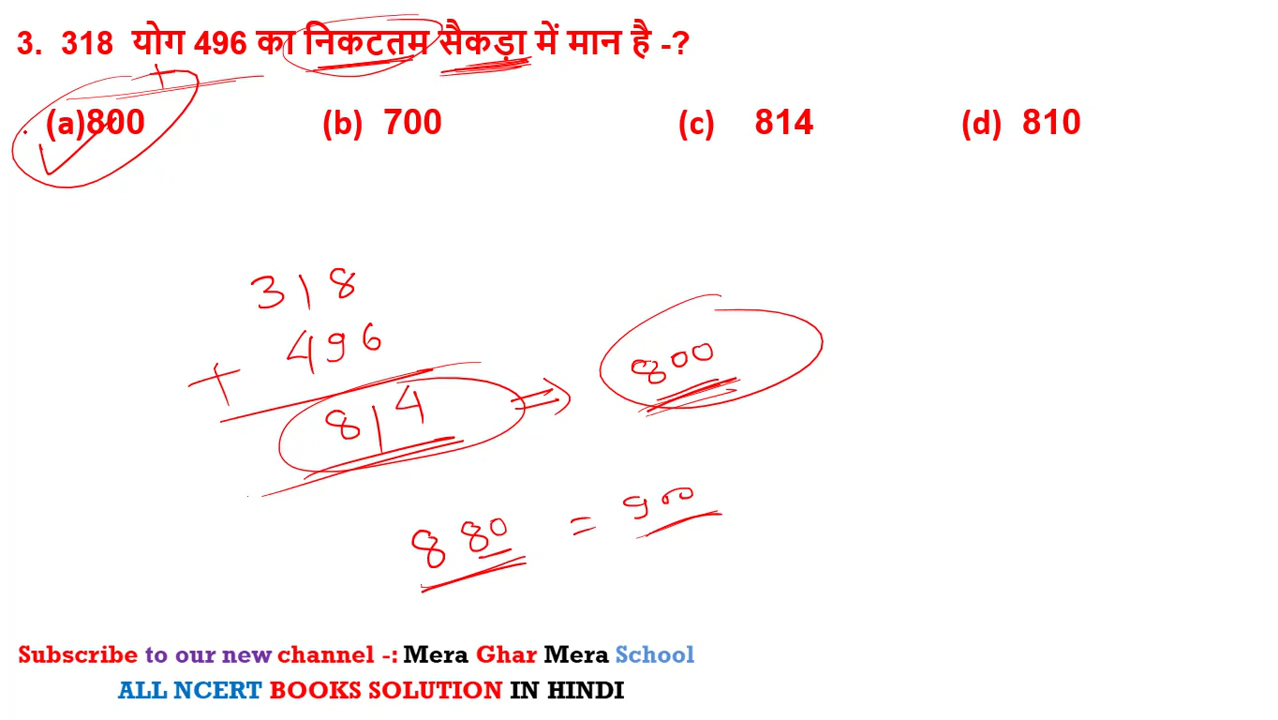 3. 318 योग 496 का निकटतम सैकड़ा में मान है -?
+
(a)800 (b) 700 (c) 814 (d) 810
318
+ 496
814 ⇒ 800
880 = 900
Subscribe to our new channel -: Mera Ghar Mera School
ALL NCERT BOOKS SOLUTION IN HINDI